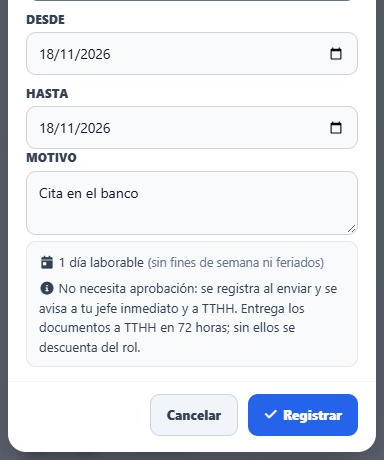 DESDE
18/11/2026
HASTA
18/11/2026
MOTIVO
Cita en el banco
1 día laborable (sin fines de semana ni feriados)
No necesita aprobación: se registra al enviar y se
avisa a tu jefe inmediato y a TTHH. Entrega los
documentos a TTHH en 72 horas; sin ellos se
descuenta del rol.
Cancelar
Registrar